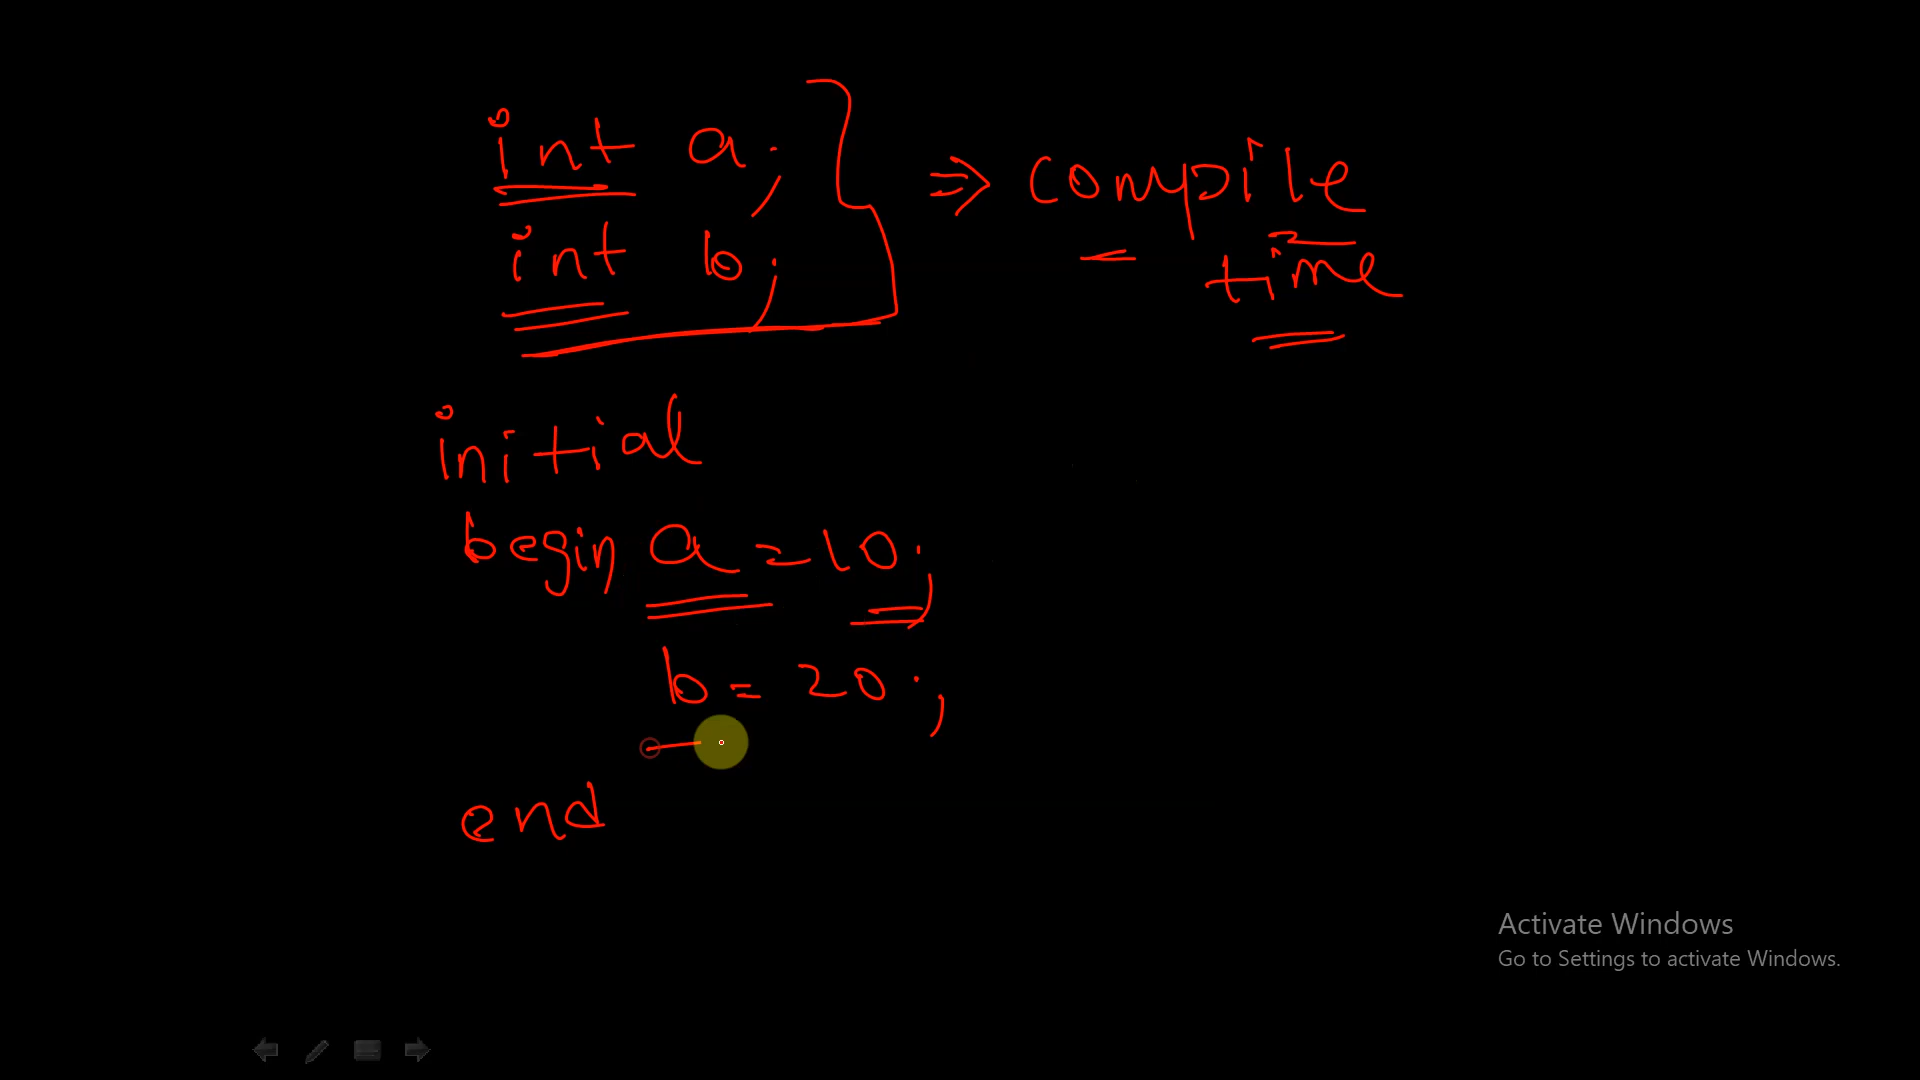 int a;
int b;
⇒ compile
time
initial
begin a = 10;
b = 20;
end
Activate Windows
Go to Settings to activate Windows.